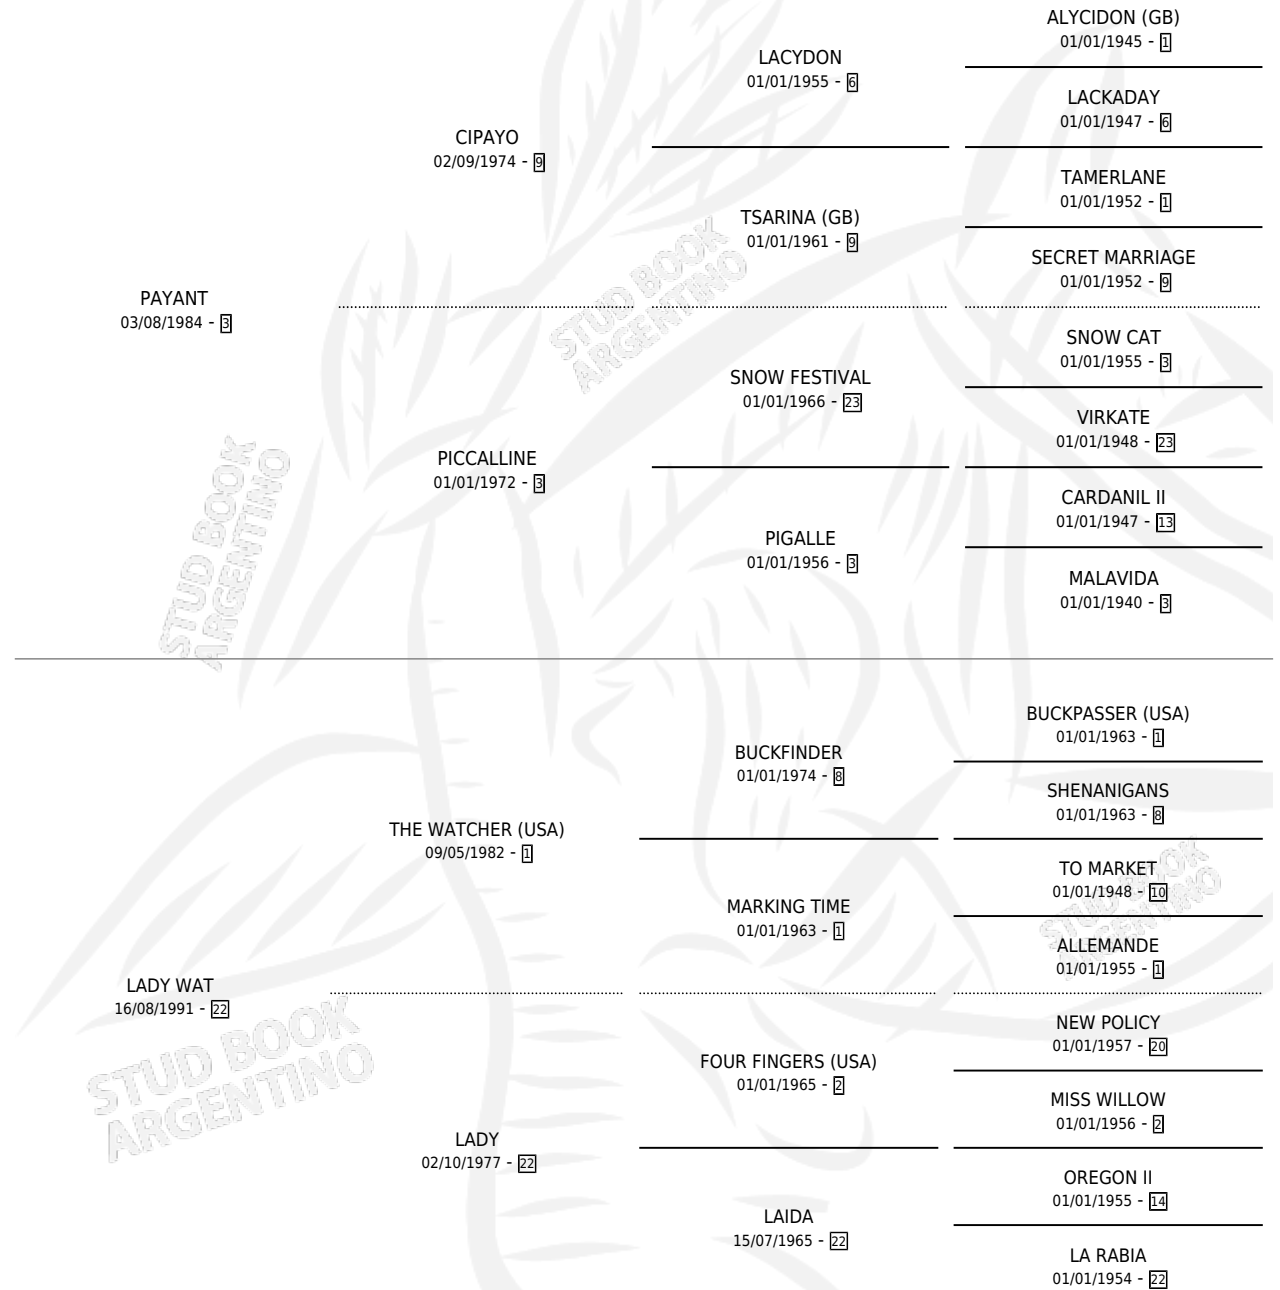 ALYCIDON (GB)
01/01/1945 - 1
LACYDON
01/01/1955 - 6
LACKADAY
01/01/1947 - 6
CIPAYO
02/09/1974 - 9
TAMERLANE
01/01/1952 - 1
TSARINA (GB)
01/01/1961 - 9
SECRET MARRIAGE
01/01/1952 - 9
PAYANT
03/08/1984 - 3
SNOW CAT
01/01/1955 - 3
SNOW FESTIVAL
01/01/1966 - 23
VIRKATE
01/01/1948 - 23
PICCALLINE
01/01/1972 - 3
CARDANIL II
01/01/1947 - 13
PIGALLE
01/01/1956 - 3
MALAVIDA
01/01/1940 - 3
BUCKPASSER (USA)
01/01/1963 - 1
BUCKFINDER
01/01/1974 - 8
SHENANIGANS
01/01/1963 - 8
THE WATCHER (USA)
09/05/1982 - 1
TO MARKET
01/01/1948 - 10
MARKING TIME
01/01/1963 - 1
ALLEMANDE
01/01/1955 - 1
LADY WAT
16/08/1991 - 22
NEW POLICY
01/01/1957 - 20
FOUR FINGERS (USA)
01/01/1965 - 2
MISS WILLOW
01/01/1956 - 2
LADY
02/10/1977 - 22
OREGON II
01/01/1955 - 14
LAIDA
15/07/1965 - 22
LA RABIA
01/01/1954 - 22
STUD BOOK
ARGENTINO
STUD BOOK
ARGENTINO
STUD BOOK
ARGENTINO
STUD BOOK
ARGENTINO